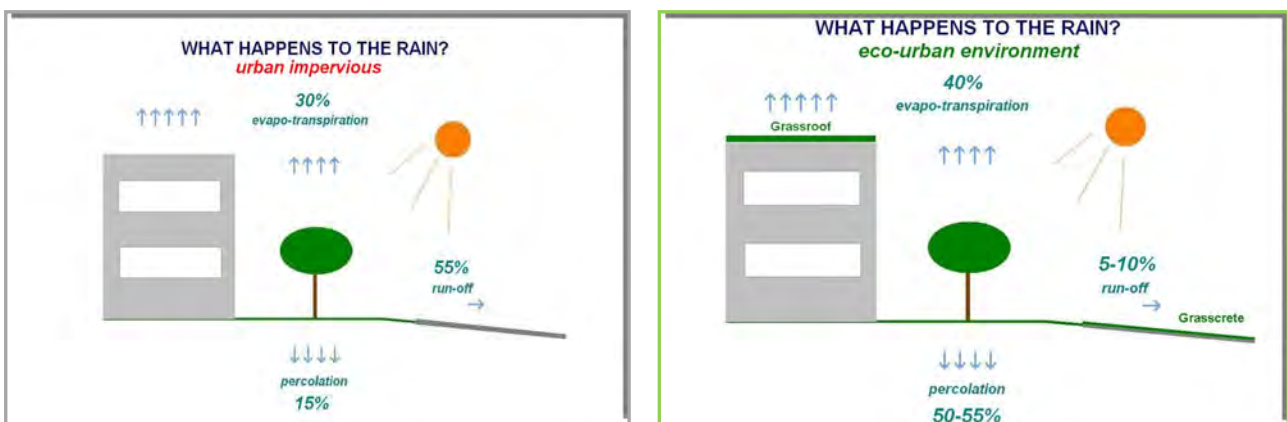 WHAT HAPPENS TO THE RAIN?
urban impervious
30%
evapo-transpiration
55%
run-off
percolation
15%
WHAT HAPPENS TO THE RAIN?
eco-urban environment
40%
evapo-transpiration
Grassroof
5-10%
run-off
Grasscrete
percolation
50-55%